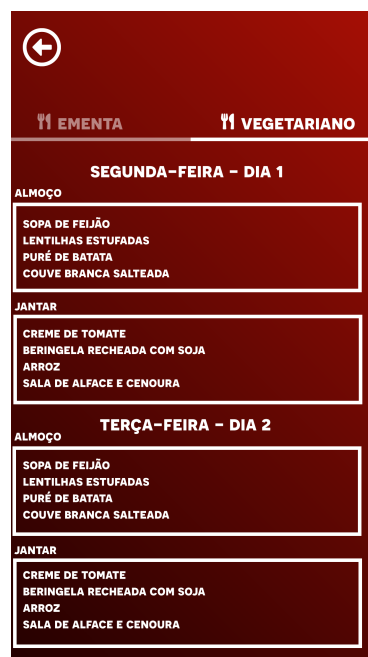 EMENTA
VEGETARIANO
SEGUNDA-FEIRA - DIA 1
ALMOÇO
SOPA DE FEIJÃO
LENTILHAS ESTUFADAS
PURÉ DE BATATA
COUVE BRANCA SALTEADA
JANTAR
CREME DE TOMATE
BERINGELA RECHEADA COM SOJA
ARROZ
SALA DE ALFACE E CENOURA
TERÇA-FEIRA - DIA 2
ALMOÇO
SOPA DE FEIJÃO
LENTILHAS ESTUFADAS
PURÉ DE BATATA
COUVE BRANCA SALTEADA
JANTAR
CREME DE TOMATE
BERINGELA RECHEADA COM SOJA
ARROZ
SALA DE ALFACE E CENOURA